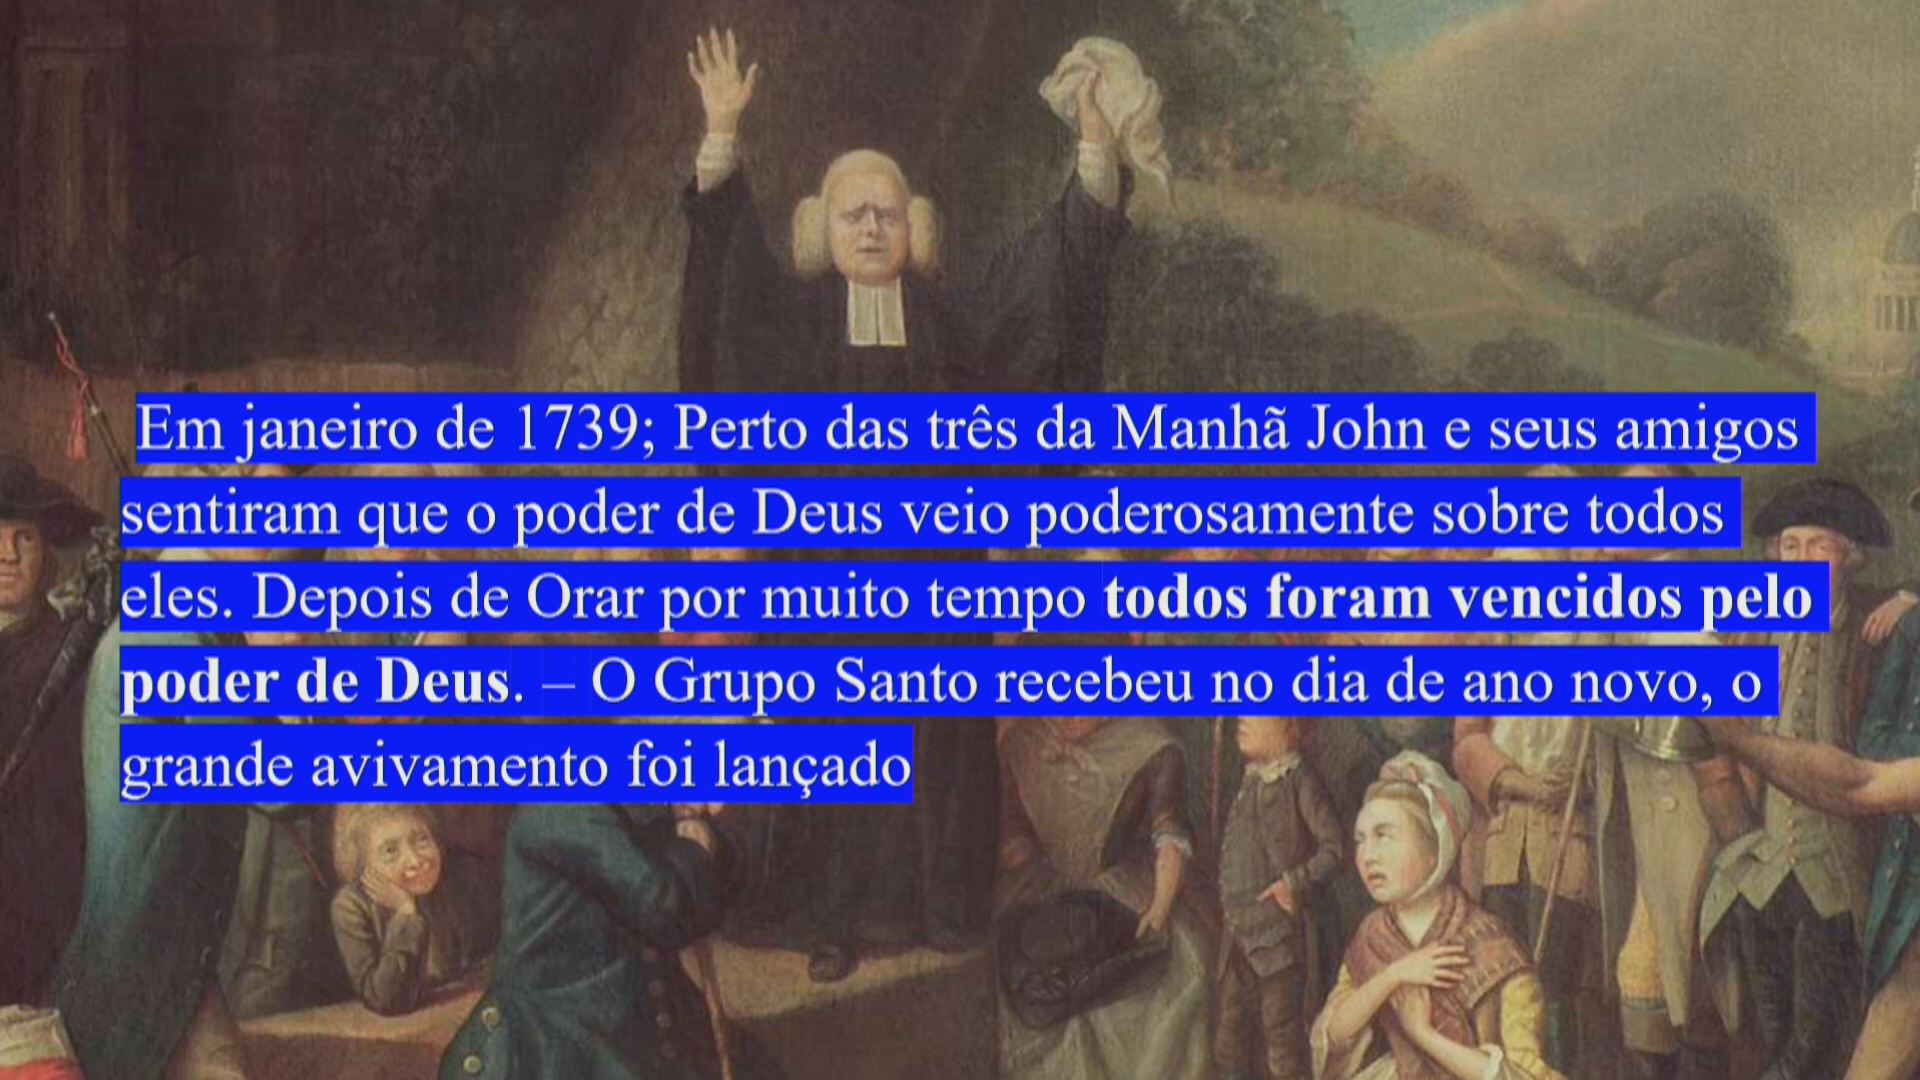 Em janeiro de 1739; Perto das três da Manhã John e seus amigos
sentiram que o poder de Deus veio poderosamente sobre todos
eles. Depois de Orar por muito tempo todos foram vencidos pelo
poder de Deus. – O Grupo Santo recebeu no dia de ano novo, o
grande avivamento foi lançado